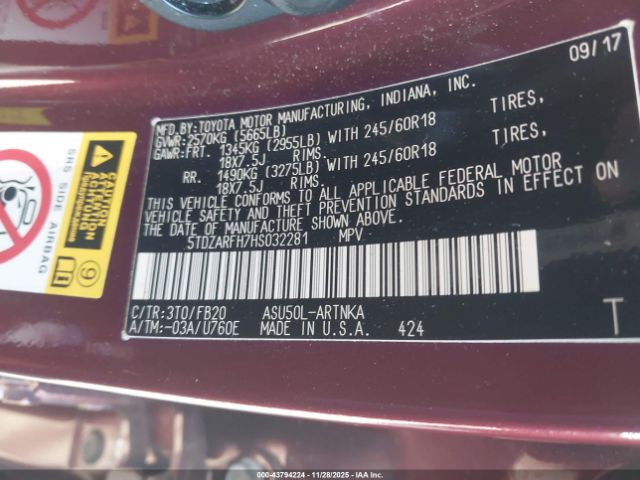 09/17
MFD.BY:TOYOTA MOTOR MANUFACTURING, INDIANA, INC.
GVWR:2570KG (5665LB)
GAWR:FRT. 1345KG (2955LB) WITH 245/60R18 TIRES,
18X7.5J RIMS.
RR. 1490KG (3275LB) WITH 245/60R18 TIRES,
18X7.5J RIMS.
THIS VEHICLE CONFORMS TO ALL APPLICABLE FEDERAL MOTOR
VEHICLE SAFETY AND THEFT PREVENTION STANDARDS IN EFFECT ON
THE DATE OF MANUFACTURE SHOWN ABOVE.
5TDZARFH7HS032281 MPV
C/TR:3T0/FB20 ASU50L-ARTNKA T
A/TM:-03A/U760E MADE IN U.S.A. 424
SRS SIDE AIRBAG
CAUTION
9
000-43794224 | 11/28/2025 - Copart, Inc.